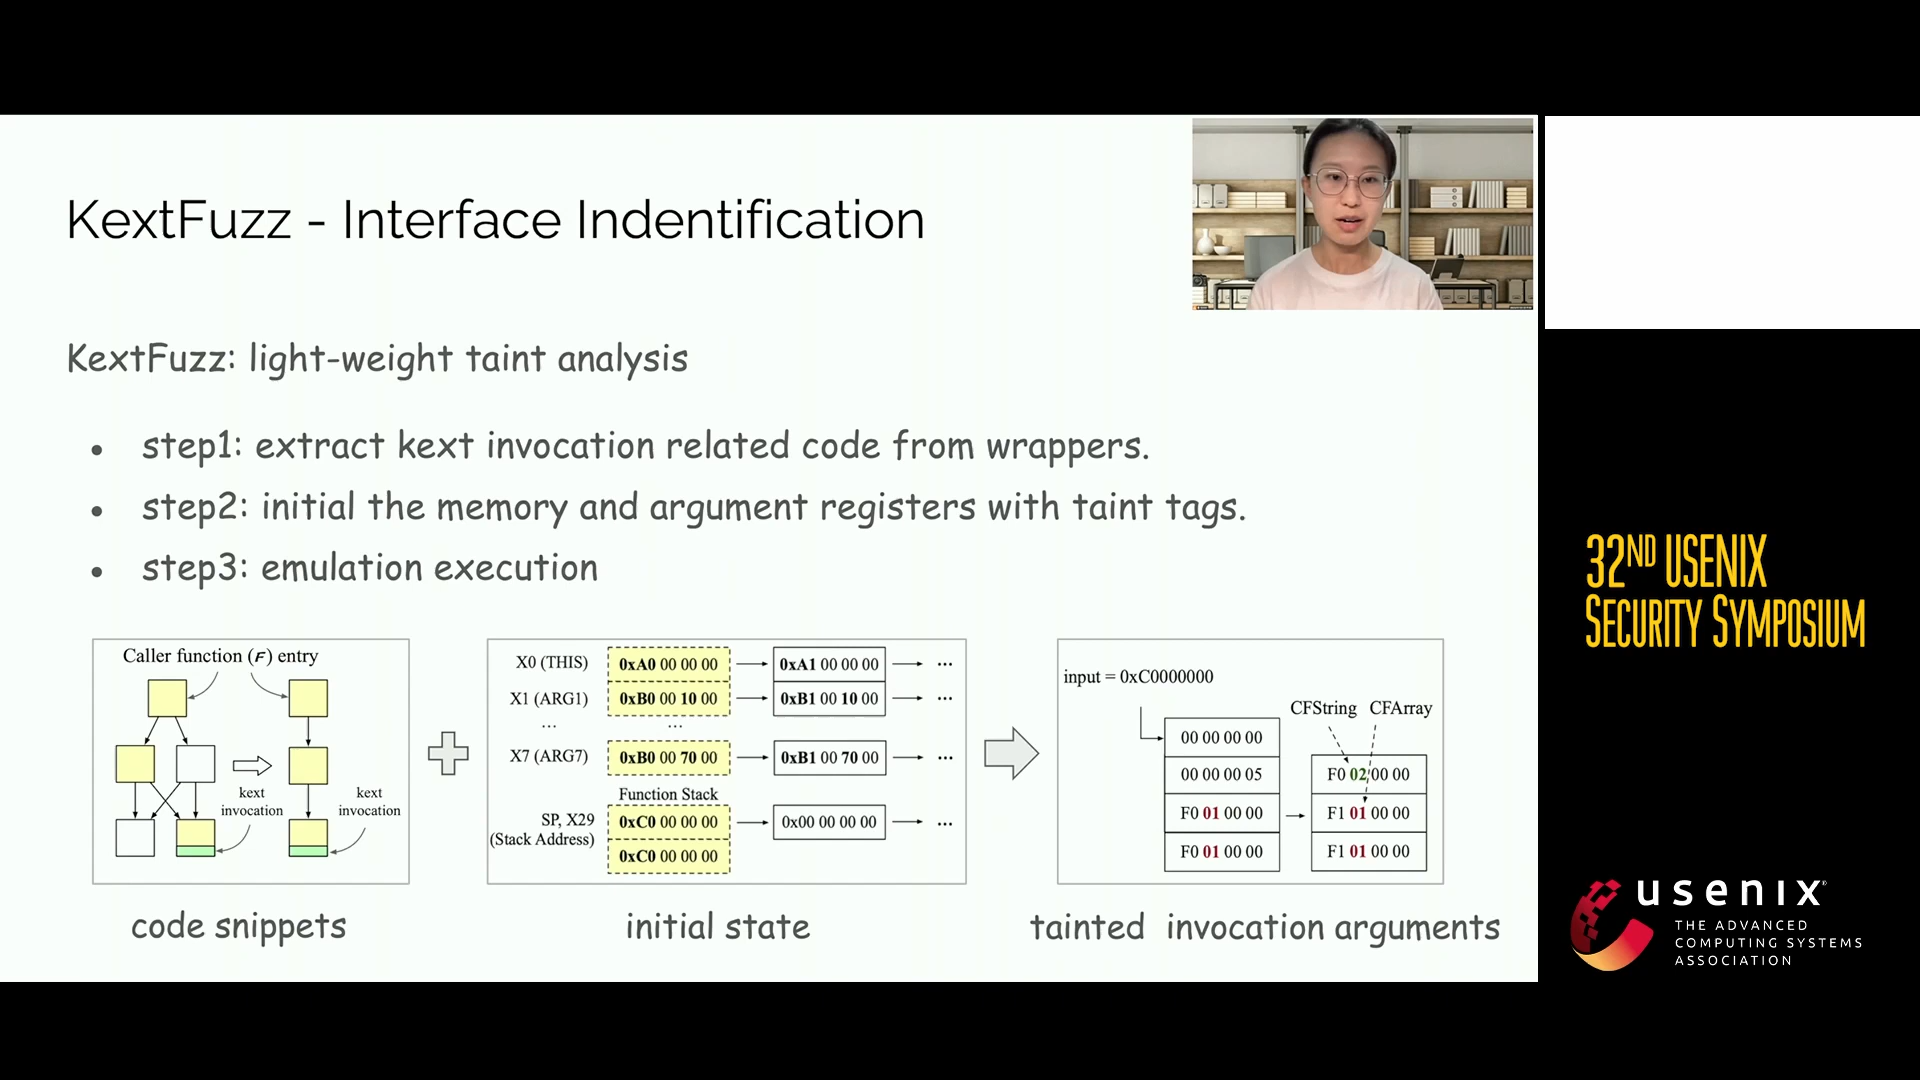 KextFuzz - Interface Indentification
KextFuzz: light-weight taint analysis
• step1: extract kext invocation related code from wrappers.
• step2: initial the memory and argument registers with taint tags.
• step3: emulation execution
Caller function (F) entry
kext
invocation
kext
invocation
code snippets
X0 (THIS) 0xA0 00 00 00 0xA1 00 00 00 ...
X1 (ARG1) 0xB0 00 10 00 0xB1 00 10 00 ...
... ...
X7 (ARG7) 0xB0 00 70 00 0xB1 00 70 00 ...
Function Stack
SP, X29 0xC0 00 00 00 0x00 00 00 00 ...
(Stack Address)
0xC0 00 00 00
initial state
input = 0xC0000000
CFString CFArray
00 00 00 00
00 00 00 05 F0 02 00 00
F0 01 00 00 F1 01 00 00
F0 01 00 00 F1 01 00 00
tainted invocation arguments
32ND USENIX
SECURITY SYMPOSIUM
usenix®
THE ADVANCED
COMPUTING SYSTEMS
ASSOCIATION